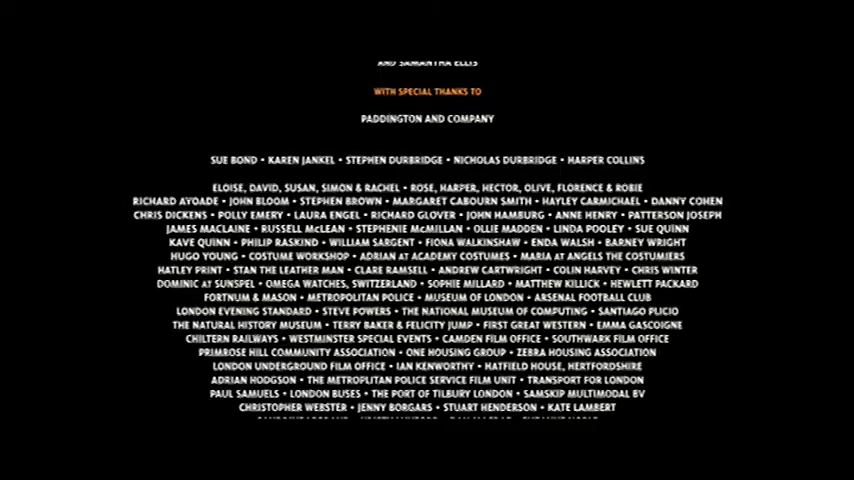 AND SAMANTHA ELLIS
WITH SPECIAL THANKS TO
PADDINGTON AND COMPANY
SUE BOND • KAREN JANKEL • STEPHEN DURBRIDGE • NICHOLAS DURBRIDGE • HARPER COLLINS
ELOISE, DAVID, SUSAN, SIMON & RACHEL • ROSE, HARPER, HECTOR, OLIVE, FLORENCE & ROBIE
RICHARD AYOADE • JOHN BLOOM • STEPHEN BROWN • MARGARET CABOURN SMITH • HAYLEY CARMICHAEL • DANNY COHEN
CHRIS DICKENS • POLLY EMERY • LAURA ENGEL • RICHARD GLOVER • JOHN HAMBURG • ANNE HENRY • PATTERSON JOSEPH
JAMES MACLAINE • RUSSELL McLEAN • STEPHENIE McMILLAN • OLLIE MADDEN • LINDA POOLEY • SUE QUINN
KAVE QUINN • PHILIP RASKIND • WILLIAM SARGENT • FIONA WALKINSHAW • ENDA WALSH • BARNEY WRIGHT
HUGO YOUNG • COSTUME WORKSHOP • ADRIAN AT ACADEMY COSTUMES • MARIA AT ANGELS THE COSTUMIERS
HATLEY PRINT • STAN THE LEATHER MAN • CLARE RAMSELL • ANDREW CARTWRIGHT • COLIN HARVEY • CHRIS WINTER
DOMINIC AT SUNSPEL • OMEGA WATCHES, SWITZERLAND • SOPHIE MILLARD • MATTHEW KILLICK • HEWLETT PACKARD
FORTNUM & MASON • METROPOLITAN POLICE • MUSEUM OF LONDON • ARSENAL FOOTBALL CLUB
LONDON EVENING STANDARD • STEVE POWERS • THE NATIONAL MUSEUM OF COMPUTING • SANTIAGO PLICIO
THE NATURAL HISTORY MUSEUM • TERRY BAKER & FELICITY JUMP • FIRST GREAT WESTERN • EMMA GASCOIGNE
CHILTERN RAILWAYS • WESTMINSTER SPECIAL EVENTS • CAMDEN FILM OFFICE • SOUTHWARK FILM OFFICE
PRIMROSE HILL COMMUNITY ASSOCIATION • ONE HOUSING GROUP • ZEBRA HOUSING ASSOCIATION
LONDON UNDERGROUND FILM OFFICE • IAN KENWORTHY • HATFIELD HOUSE, HERTFORDSHIRE
ADRIAN HODGSON • THE METROPLITAN POLICE SERVICE FILM UNIT • TRANSPORT FOR LONDON
PAUL SAMUELS • LONDON BUSES • THE PORT OF TILBURY LONDON • SAMSKIP MULTIMODAL BV
CHRISTOPHER WEBSTER • JENNY BORGARS • STUART HENDERSON • KATE LAMBERT